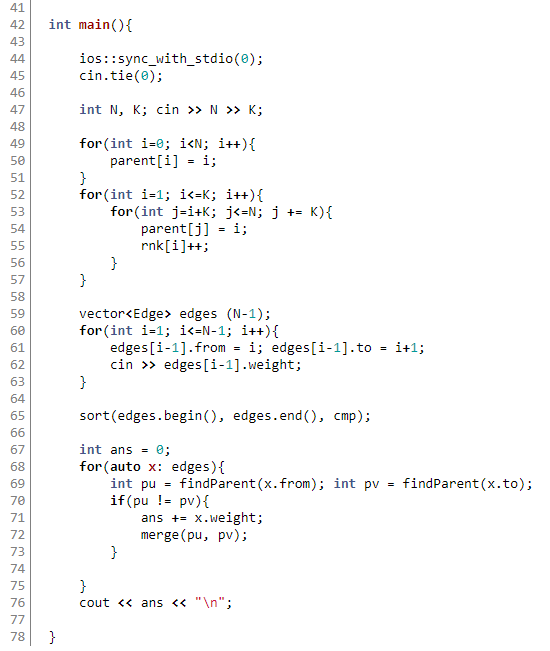 41
42 int main(){
43
44     ios::sync_with_stdio(0);
45     cin.tie(0);
46
47     int N, K; cin >> N >> K;
48
49     for(int i=0; i<N; i++){
50         parent[i] = i;
51     }
52     for(int i=1; i<=K; i++){
53         for(int j=i+K; j<=N; j += K){
54             parent[j] = i;
55             rnk[i]++;
56         }
57     }
58
59     vector<Edge> edges (N-1);
60     for(int i=1; i<=N-1; i++){
61         edges[i-1].from = i; edges[i-1].to = i+1;
62         cin >> edges[i-1].weight;
63     }
64
65     sort(edges.begin(), edges.end(), cmp);
66
67     int ans = 0;
68     for(auto x: edges){
69         int pu = findParent(x.from); int pv = findParent(x.to);
70         if(pu != pv){
71             ans += x.weight;
72             merge(pu, pv);
73         }
74
75     }
76     cout << ans << "\n";
77
78 }